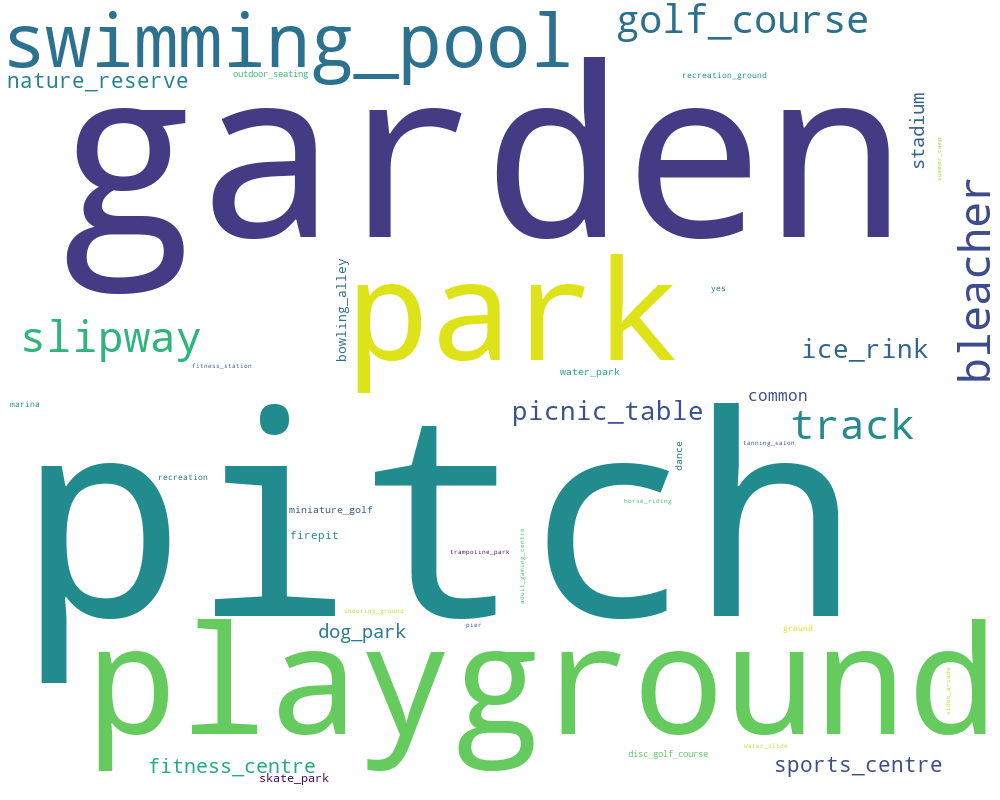 swimming_pool
golf_course
nature_reserve
outdoor_seating
recreation_ground
garden
stadium
summer_camp
bleacher
bowling_alley
park
yes
slipway
ice_rink
fitness_station
water_park
marina
picnic_table
common
track
pitch
dance
tanning_salon
recreation
miniature_golf
horse_riding
firepit
trampoline_park
adult_gaming_centre
shooting_ground
dog_park
pier
ground
playground
video_arcade
water_slide
disc_golf_course
fitness_centre
sports_centre
skate_park